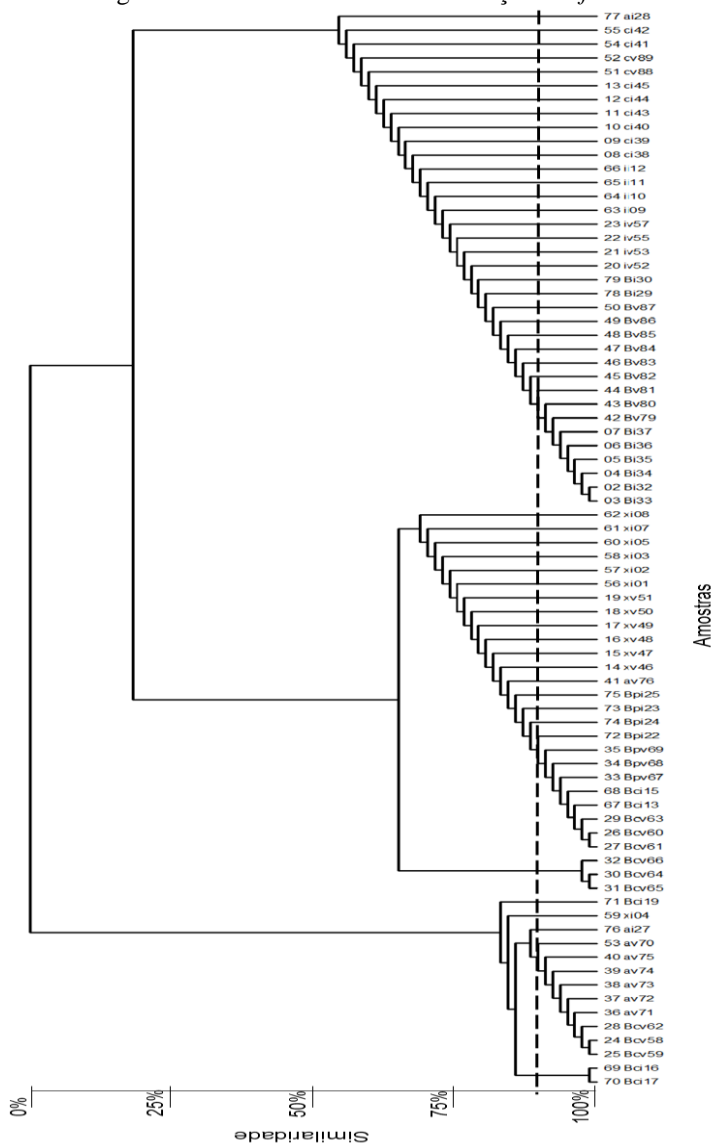 77 ai28
55 ci42
54 ci41
52 cv89
51 cv88
13 ci45
12 ci44
11 ci43
10 ci40
09 ci39
08 ci38
66 ii12
65 ii11
64 ii10
63 ii09
23 iv57
22 iv55
21 iv53
20 iv52
79 Bi30
78 Bi29
50 Bv87
49 Bv86
48 Bv85
47 Bv84
46 Bv83
45 Bv82
44 Bv81
43 Bv80
42 Bv79
07 Bi37
06 Bi36
05 Bi35
04 Bi34
02 Bi32
03 Bi33
62 xi08
61 xi07
60 xi05
58 xi03
57 xi02
56 xi01
19 xv51
18 xv50
17 xv49
16 xv48
15 xv47
14 xv46
41 av76
75 Bpi25
73 Bpi23
74 Bpi24
72 Bpi22
35 Bpv69
34 Bpv68
33 Bpv67
68 Bci15
67 Bci13
29 Bcv63
26 Bcv60
27 Bcv61
32 Bcv66
30 Bcv64
31 Bcv65
71 Bci19
59 xi04
76 ai27
53 av70
40 av75
39 av74
38 av73
37 av72
36 av71
28 Bcv62
24 Bcv58
25 Bcv59
69 Bci16
70 Bci17
Amostras
0%
25%
50%
75%
100%
Similaridade